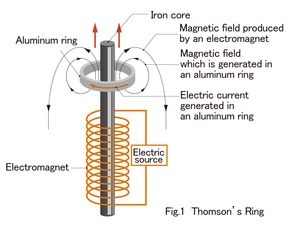 Iron core
Aluminum ring
Magnetic field produced
by an electromagnet
Magnetic field
which is generated in
an aluminum ring
Electric current
generated in
an aluminum ring
Electric
source
Electromagnet
Fig.1 Thomson's Ring